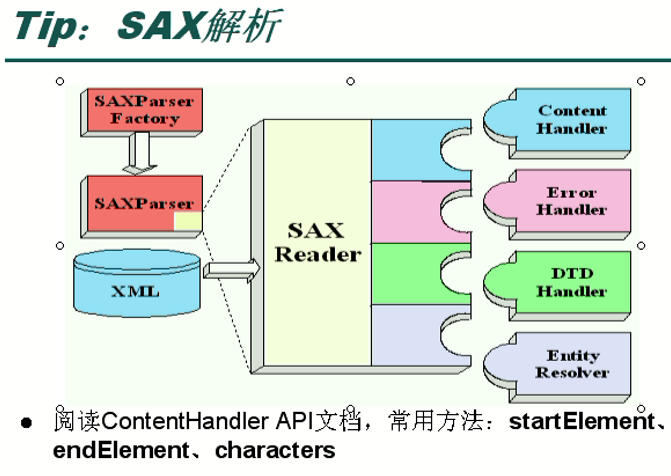 Tip：SAX解析
SAXParser
Factory
SAXParser
XML
SAX
Reader
Content
Handler
Error
Handler
DTD
Handler
Entity
Resolver
● 阅读ContentHandler API文档，常用方法：startElement、
endElement、characters